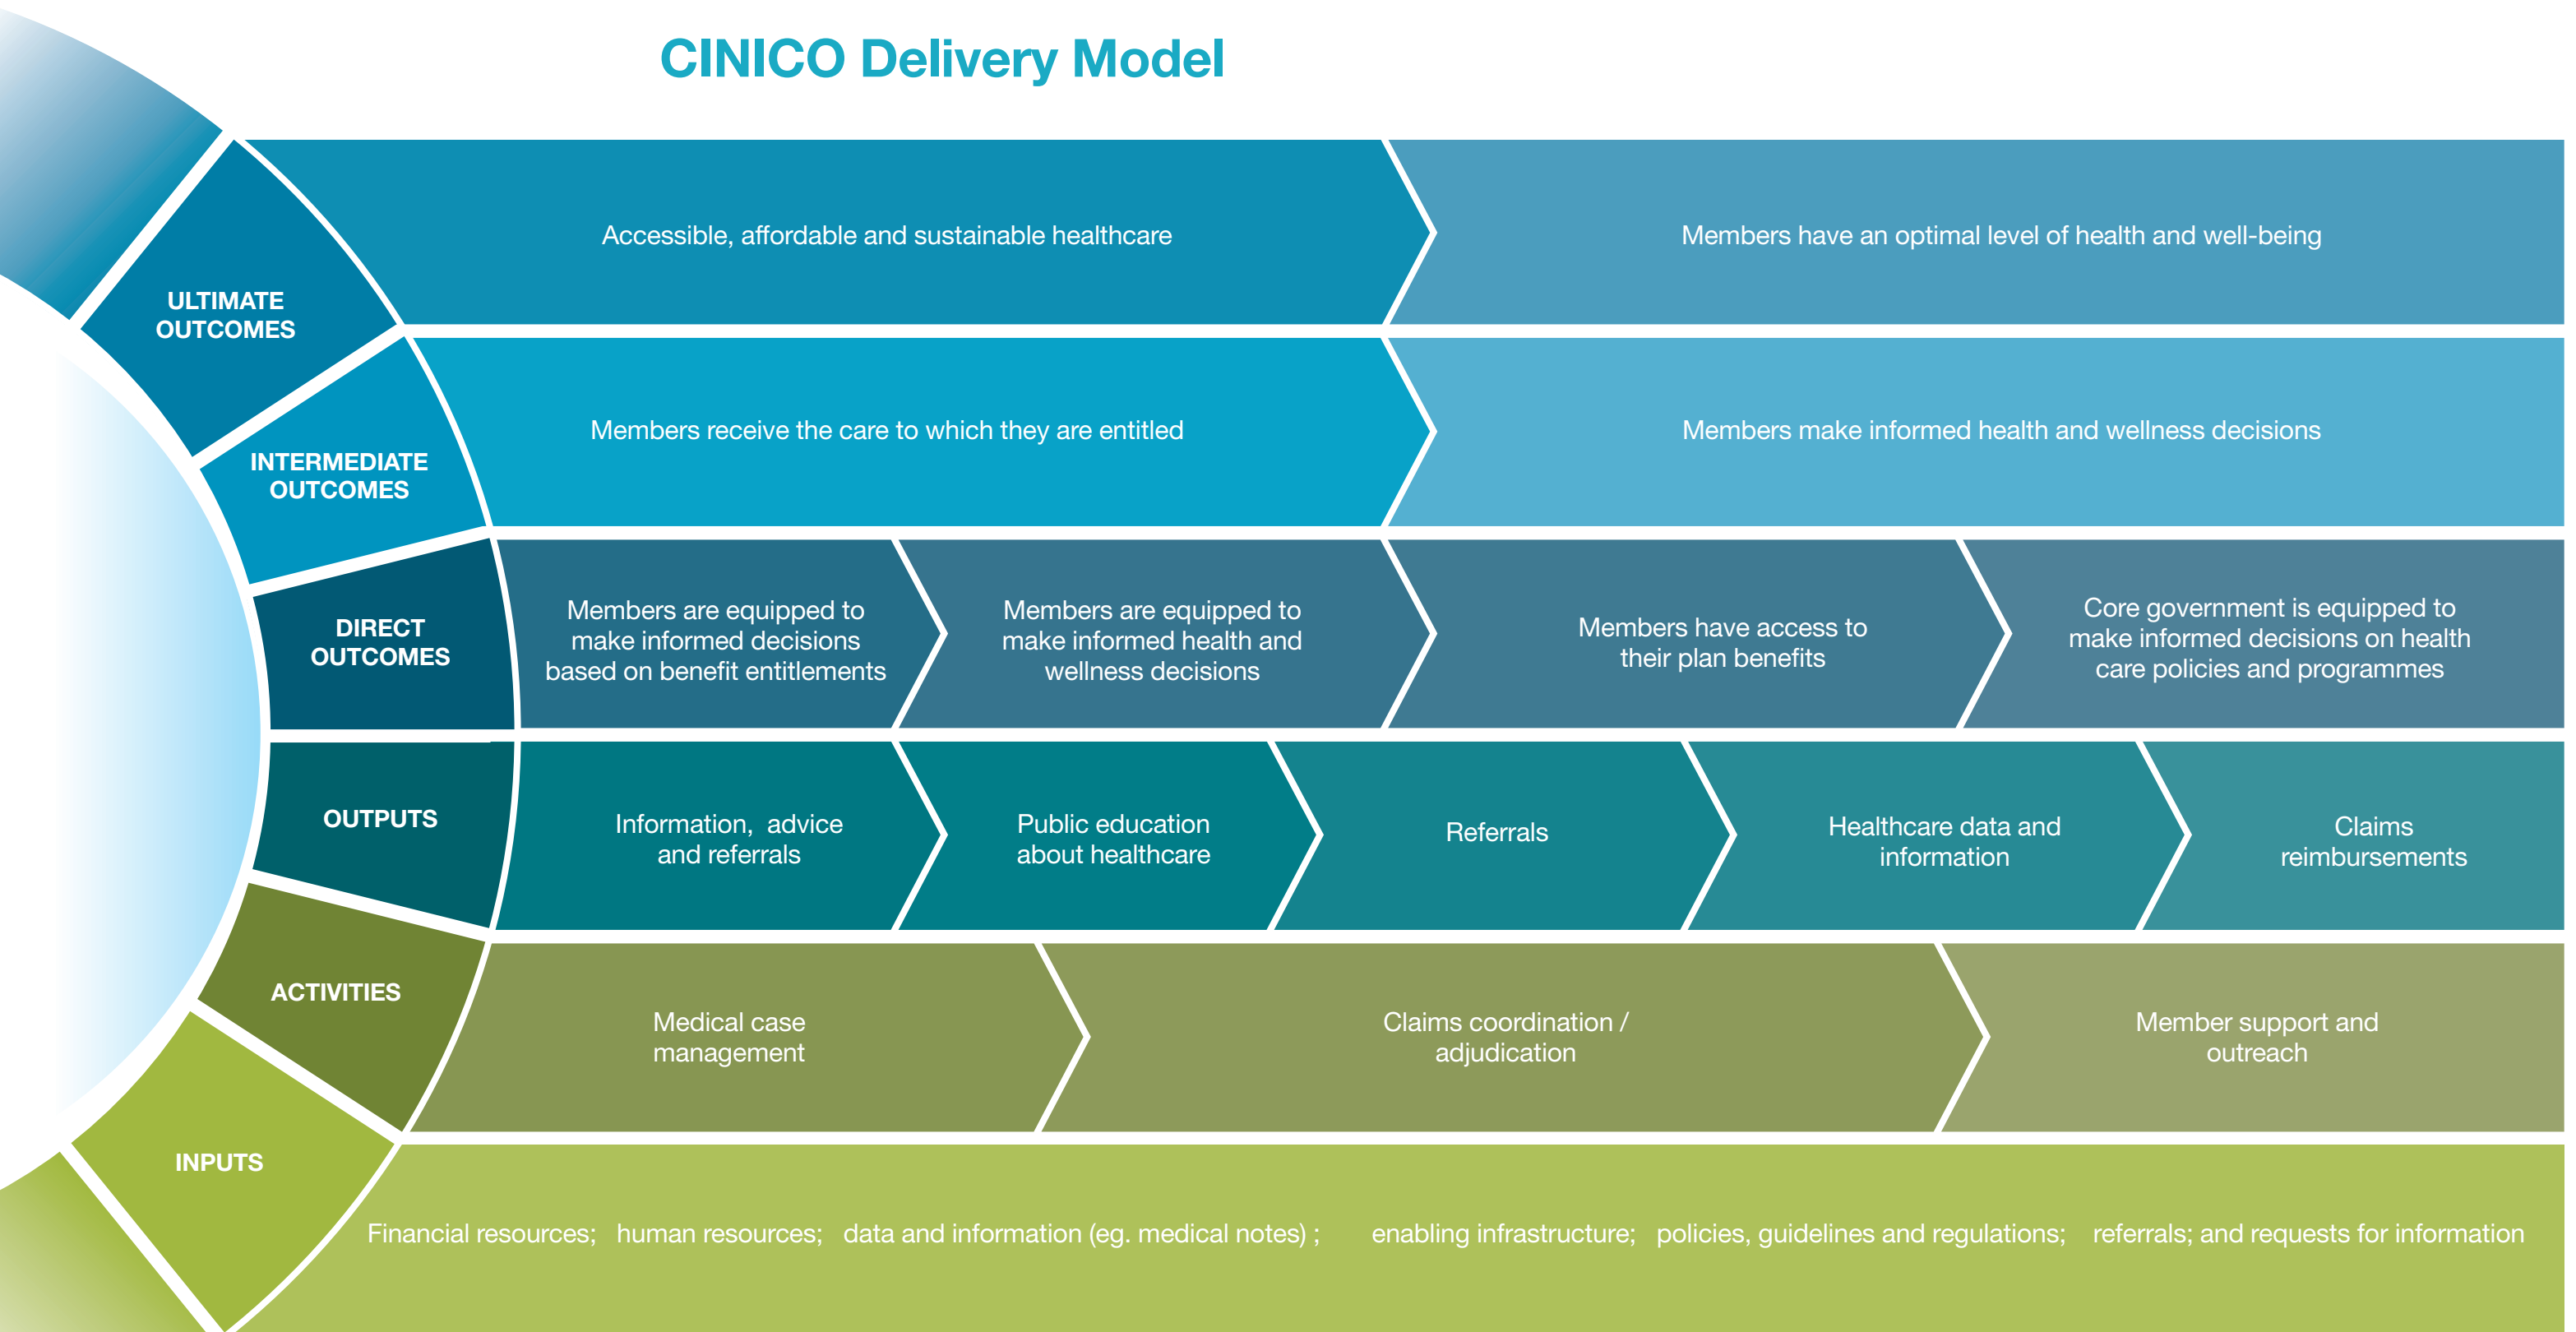 CINICO Delivery Model
ULTIMATE
OUTCOMES
Accessible, affordable and sustainable healthcare
Members have an optimal level of health and well-being
INTERMEDIATE
OUTCOMES
Members receive the care to which they are entitled
Members make informed health and wellness decisions
DIRECT
OUTCOMES
Members are equipped to
make informed decisions
based on benefit entitlements
Members are equipped to
make informed health and
wellness decisions
Members have access to
their plan benefits
Core government is equipped to
make informed decisions on health
care policies and programmes
OUTPUTS
Information,  advice
and referrals
Public education
about healthcare
Referrals
Healthcare data and
information
Claims
reimbursements
ACTIVITIES
Medical case
management
Claims coordination /
adjudication
Member support and
outreach
INPUTS
Financial resources;   human resources;   data and information (eg. medical notes) ;   enabling infrastructure;   policies, guidelines and regulations;   referrals; and requests for information